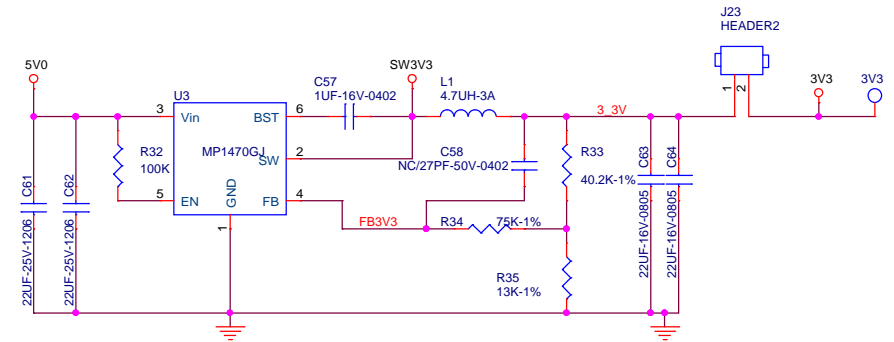 J23
HEADER2
5V0
SW3V3
3V3
3V3
U3
C57
1UF-16V-0402
L1
4.7UH-3A
1
2
3
Vin
BST
6
3_3V
R32
100K
MP1470GJ
SW
2
C58
NC/27PF-50V-0402
R33
40.2K-1%
C63
C64
C61
C62
5
EN
GND
FB
4
1
FB3V3
R34
75K-1%
22UF-25V-1206
22UF-25V-1206
22UF-16V-0805
22UF-16V-0805
R35
13K-1%